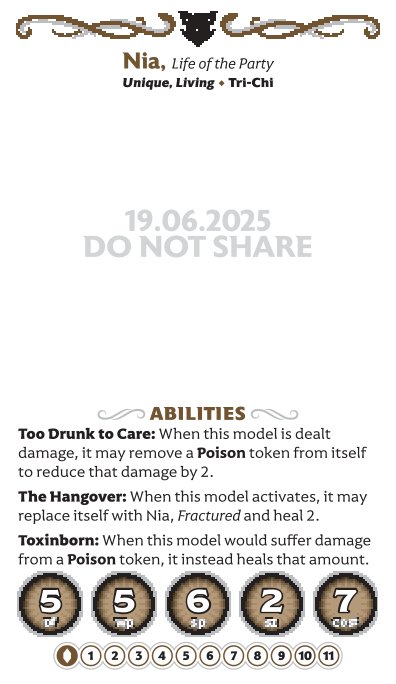 Nia, Life of the Party
Unique, Living ♦ Tri-Chi
19.06.2025
DO NOT SHARE
ABILITIES
Too Drunk to Care: When this model is dealt
damage, it may remove a Poison token from itself
to reduce that damage by 2.
The Hangover: When this model activates, it may
replace itself with Nia, Fractured and heal 2.
Toxinborn: When this model would suffer damage
from a Poison token, it instead heals that amount.
5 5 6 2 7
df wp sp sz cost
1 2 3 4 5 6 7 8 9 10 11